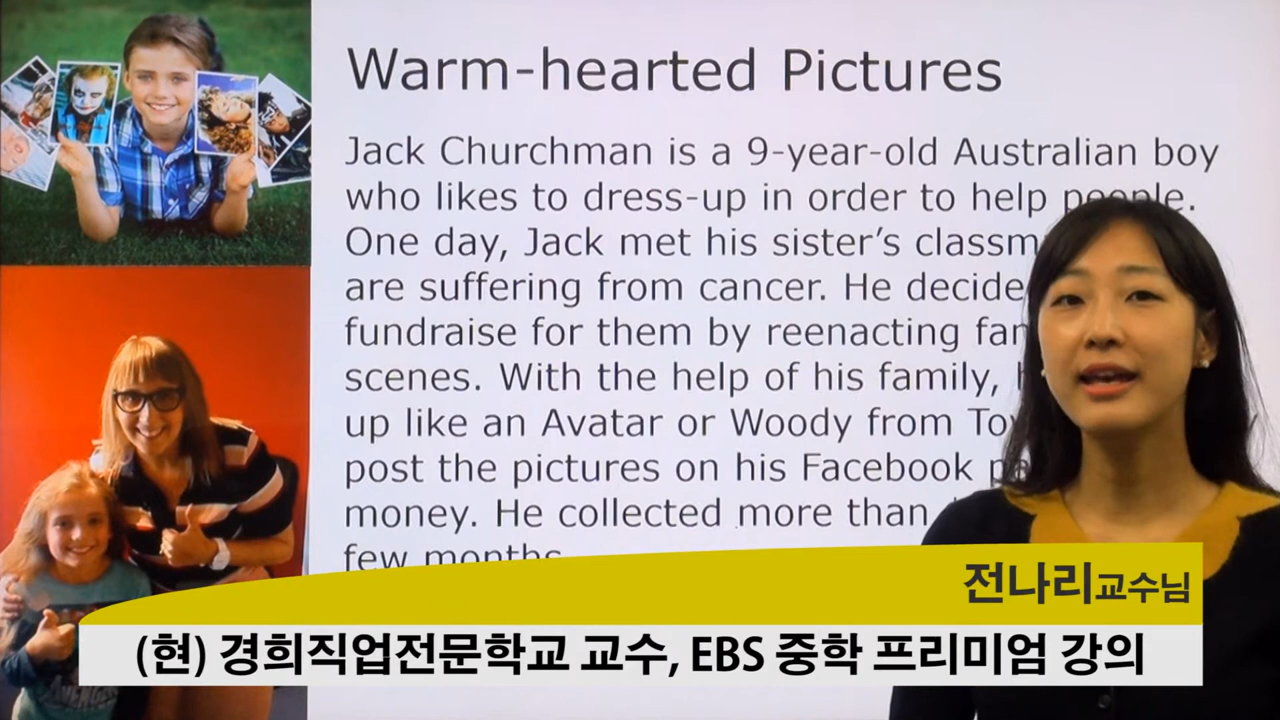 Warm-hearted Pictures
Jack Churchman is a 9-year-old Australian boy
who likes to dress-up in order to help people.
One day, Jack met his sister's
are suffering from cancer. He
fundraise for them by reenacting
scenes. With the help of his family,
up like an Avatar or Woody from
post the pictures on his Facebook
money. He collected more than
few months
전나리교수님
(현) 경희직업전문학교 교수, EBS 중학 프리미엄 강의